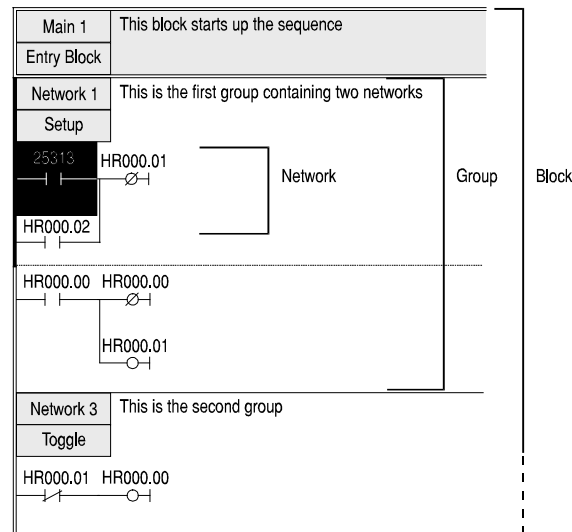 Main 1 This block starts up the sequence
Entry Block
Network 1 This is the first group containing two networks
Setup
25313 HR000.01
Network Group Block
HR000.02
HR000.00 HR000.00
HR000.01
Network 3 This is the second group
Toggle
HR000.01 HR000.00